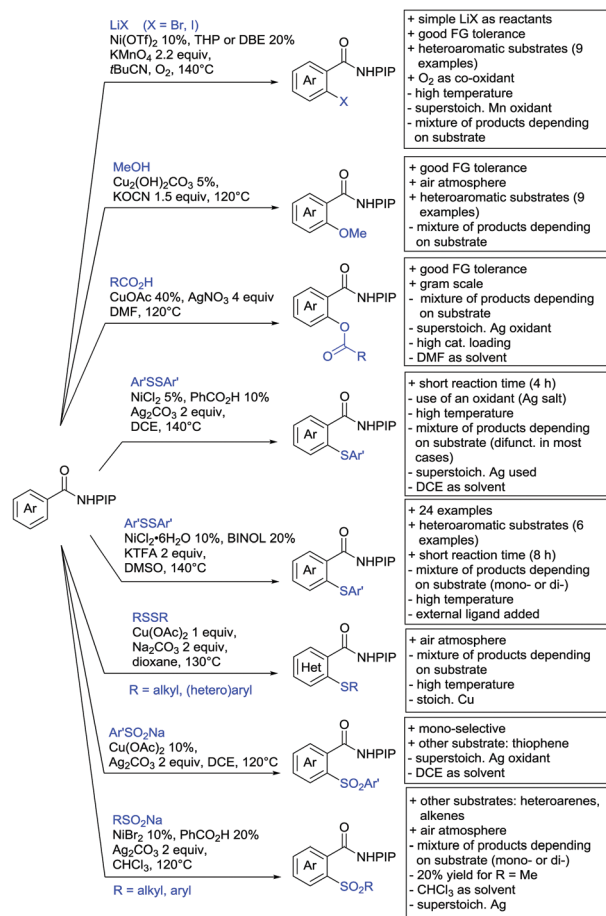 LiX (X = Br, I)
Ni(OTf)2 10%, THP or DBE 20%
KMnO4 2.2 equiv,
tBuCN, O2, 140°C
O
NHPIP
Ar
X
+ simple LiX as reactants
+ good FG tolerance
+ heteroaromatic substrates (9
examples)
+ O2 as co-oxidant
- high temperature
- superstoich. Mn oxidant
- mixture of products depending
on substrate
MeOH
Cu2(OH)2CO3 5%,
KOCN 1.5 equiv, 120°C
O
NHPIP
Ar
OMe
+ good FG tolerance
+ air atmosphere
+ heteroaromatic substrates (9
examples)
- mixture of products depending
on substrate
RCO2H
CuOAc 40%, AgNO3 4 equiv
DMF, 120°C
O
NHPIP
Ar
O
O
R
+ good FG tolerance
+ gram scale
- mixture of products depending
on substrate
- superstoich. Ag oxidant
- high cat. loading
- DMF as solvent
Ar'SSAr'
NiCl2 5%, PhCO2H 10%
Ag2CO3 2 equiv,
DCE, 140°C
O
NHPIP
Ar
SAr'
+ short reaction time (4 h)
- use of an oxidant (Ag salt)
- high temperature
- mixture of products depending
on substrate (difunct. in most
cases)
- superstoich. Ag used
- DCE as solvent
O
NHPIP
Ar
Ar'SSAr'
NiCl2•6H2O 10%, BINOL 20%
KTFA 2 equiv,
DMSO, 140°C
O
NHPIP
Ar
SAr'
+ 24 examples
+ heteroaromatic substrates (6
examples)
+ short reaction time (8 h)
- mixture of products depending
on substrate (mono- or di-)
- high temperature
- external ligand added
RSSR
Cu(OAc)2 1 equiv,
Na2CO3 2 equiv,
dioxane, 130°C
R = alkyl, (hetero)aryl
O
NHPIP
Het
SR
+ air atmosphere
- mixture of products depending
on substrate
- high temperature
- stoich. Cu
Ar'SO2Na
Cu(OAc)2 10%,
Ag2CO3 2 equiv, DCE, 120°C
O
NHPIP
Ar
SO2Ar'
+ mono-selective
+ other substrate: thiophene
- superstoich. Ag oxidant
- DCE as solvent
RSO2Na
NiBr2 10%, PhCO2H 20%
Ag2CO3 2 equiv,
CHCl3, 120°C
R = alkyl, aryl
O
NHPIP
Ar
SO2R
+ other substrates: heteroarenes,
alkenes
+ air atmosphere
- mixture of products depending
on substrate (mono- or di-)
- 20% yield for R = Me
- CHCl3 as solvent
- superstoich. Ag